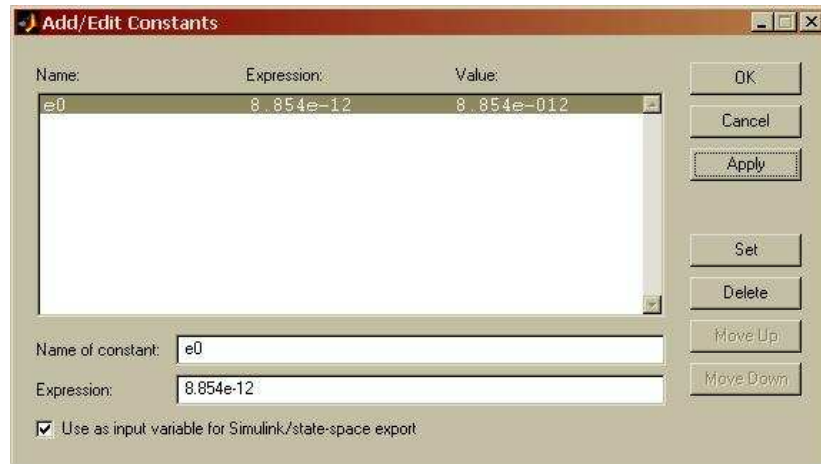 Add/Edit Constants
Name: Expression: Value:
e0 8.854e-12 8.854e-012
OK
Cancel
Apply
Set
Delete
Move Up
Move Down
Name of constant: e0
Expression: 8.854e-12
Use as input variable for Simulink/state-space export